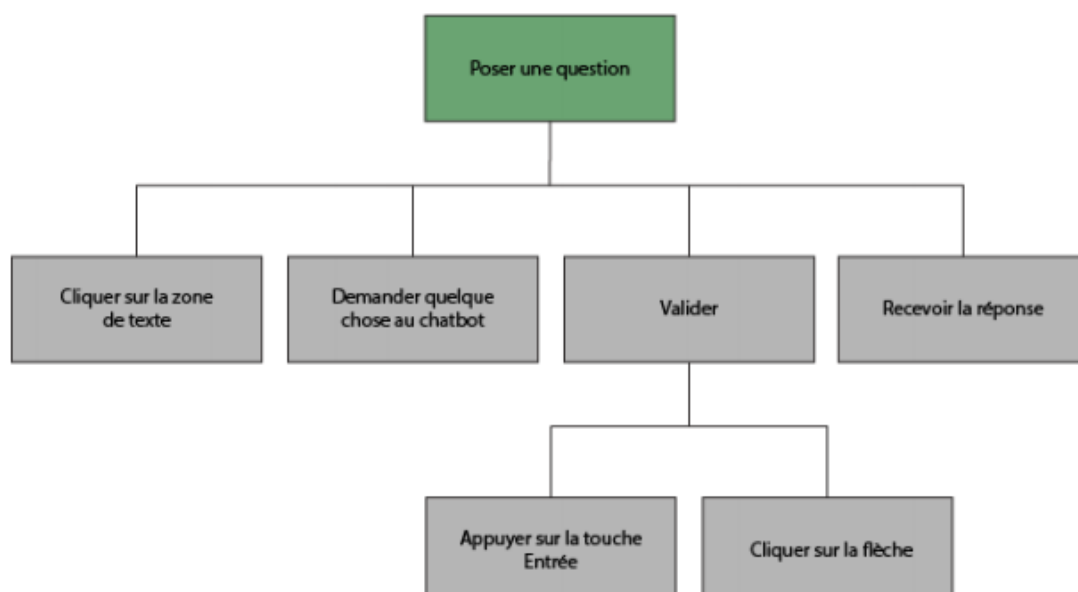 Poser une question
Cliquer sur la zone
de texte
Demander quelque
chose au chatbot
Valider
Recevoir la réponse
Appuyer sur la touche
Entrée
Cliquer sur la flèche